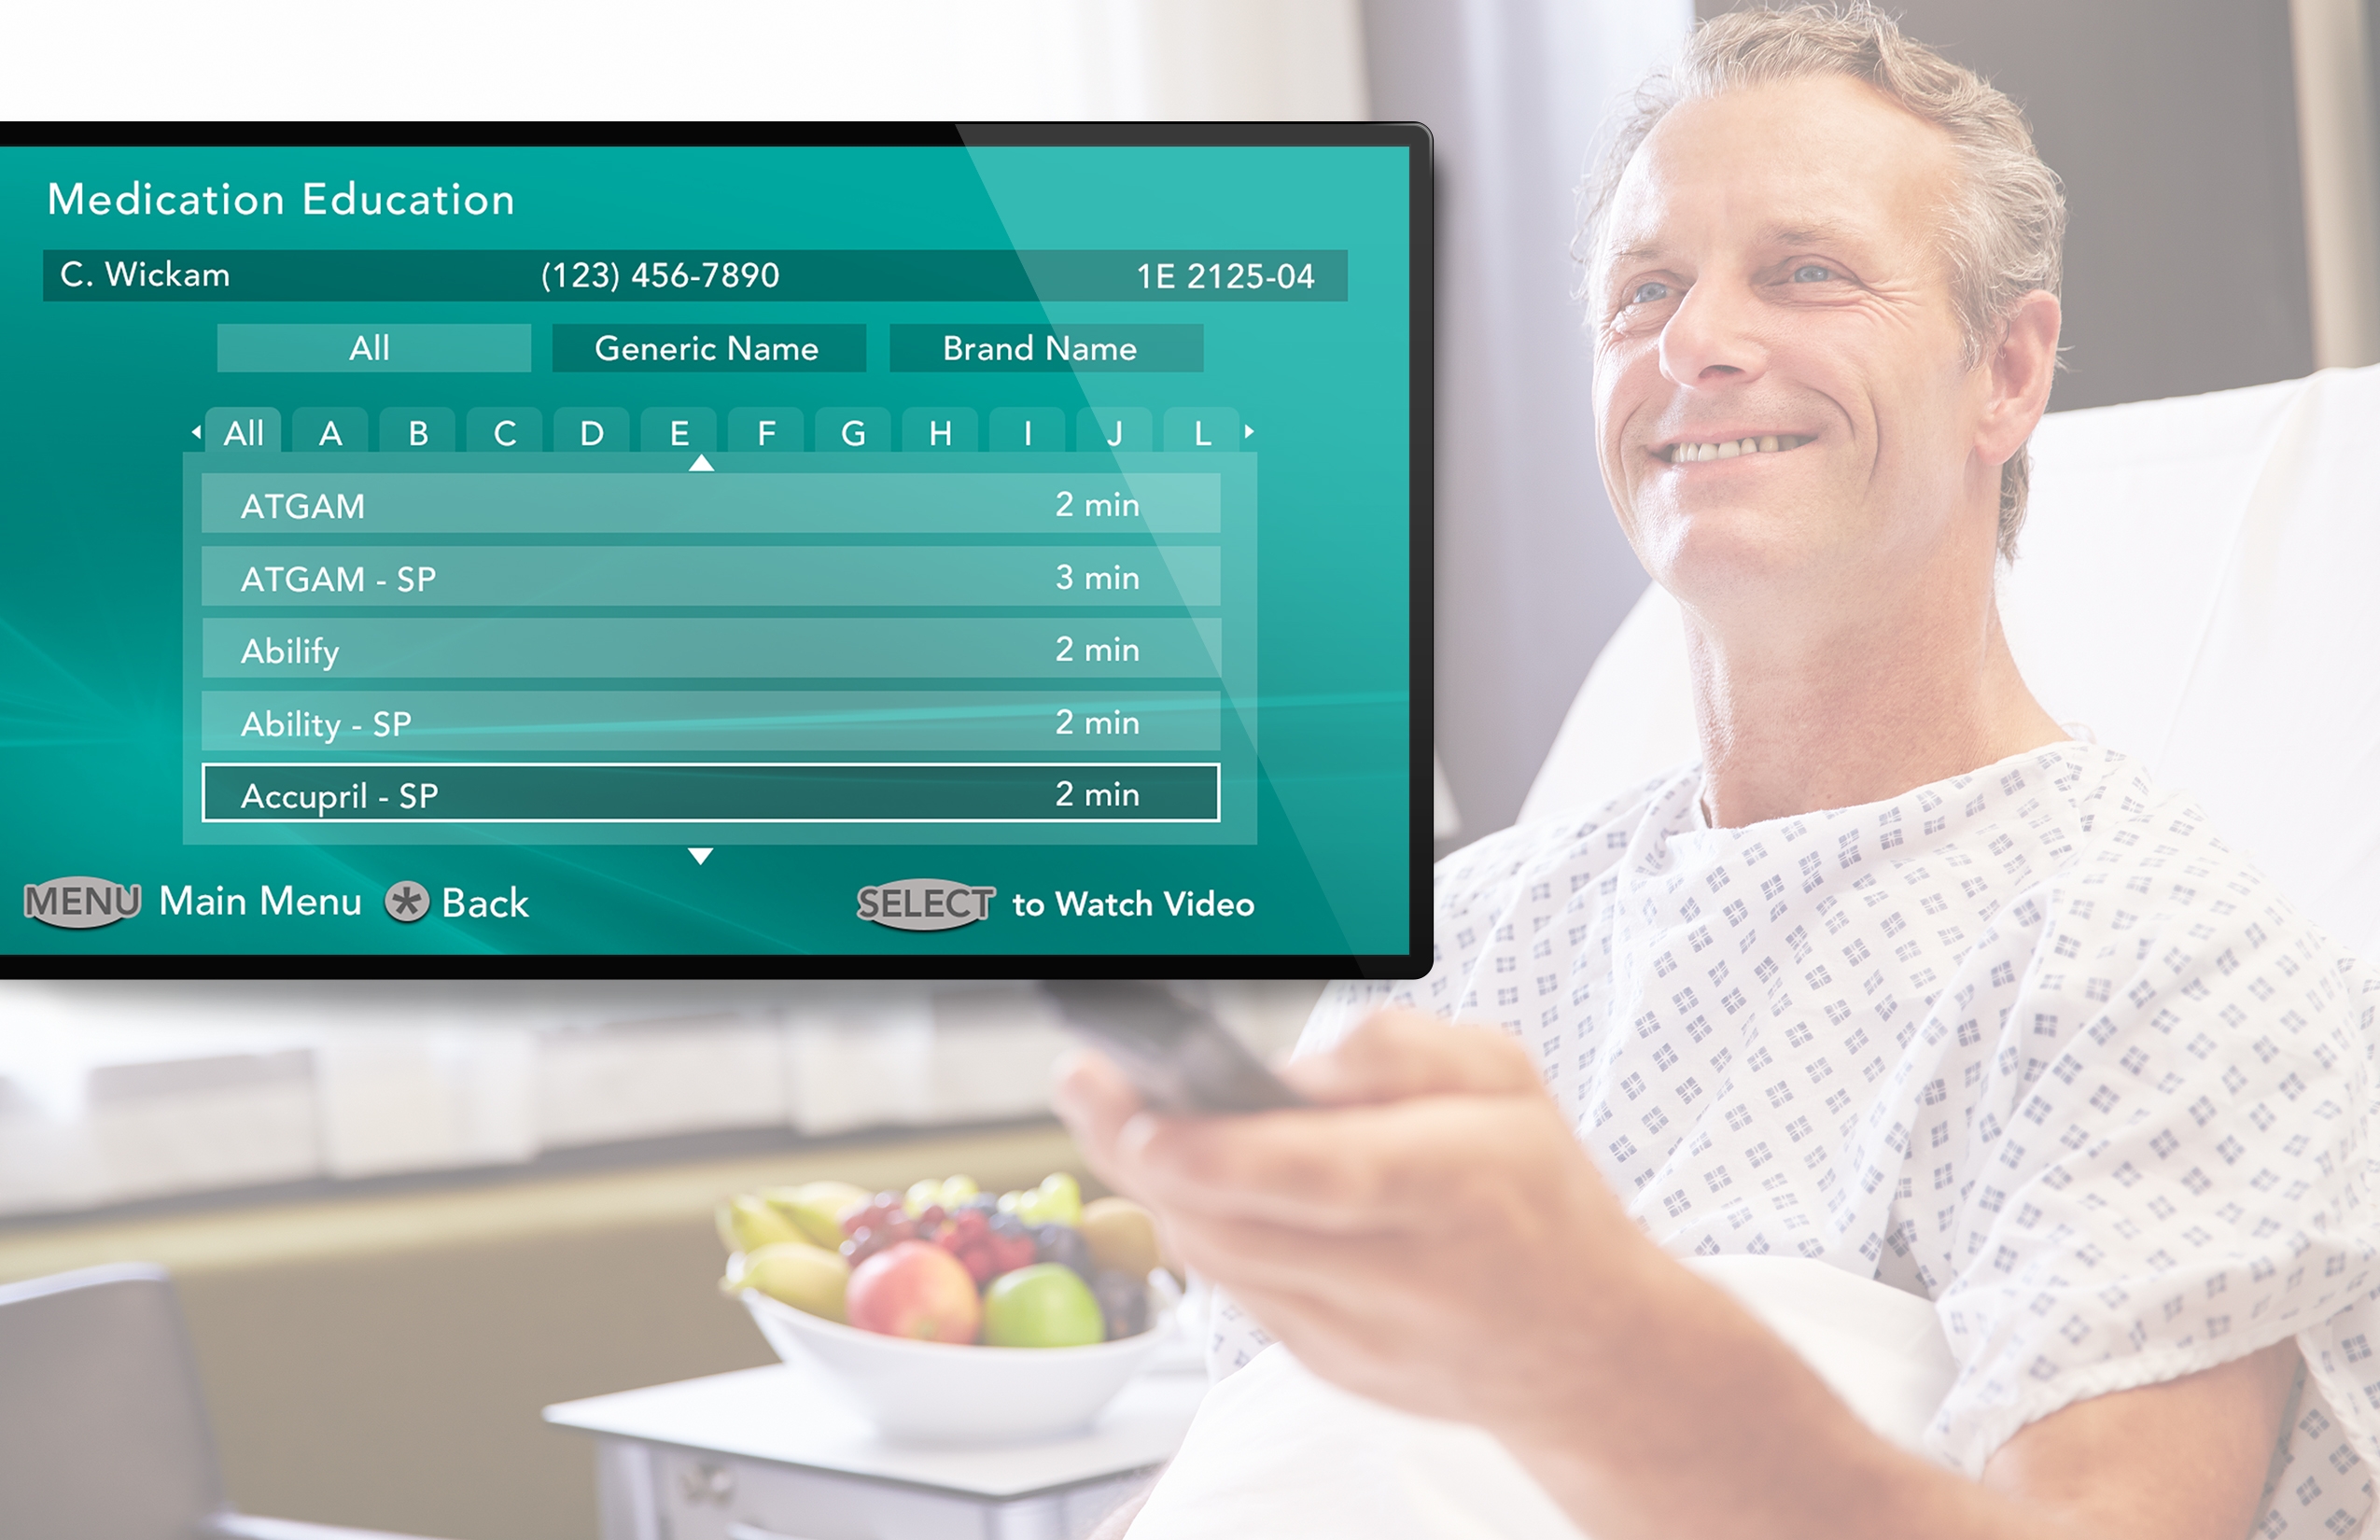 Medication Education
C. Wickam (123) 456-7890 1E 2125-04
All Generic Name Brand Name
All A B C D E F G H I J L
ATGAM 2 min
ATGAM - SP 3 min
Abilify 2 min
Ability - SP 2 min
Accupril - SP 2 min
MENU Main Menu * Back SELECT to Watch Video